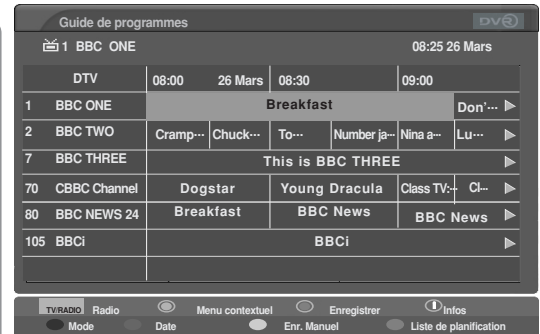 Guide de programmes DVR
1 BBC ONE 08:25 26 Mars
DTV 08:00 26 Mars 08:30 09:00
1 BBC ONE Breakfast Don'...
2 BBC TWO Cramp... Chuck... To... Number ja... Nina a... Lu...
7 BBC THREE This is BBC THREE
70 CBBC Channel Dogstar Young Dracula Class TV:... Cl...
80 BBC NEWS 24 Breakfast BBC News BBC News
105 BBCi BBCi
TV/RADIO Radio Menu contextuel Enregistrer Infos
Mode Date Enr. Manuel Liste de planification